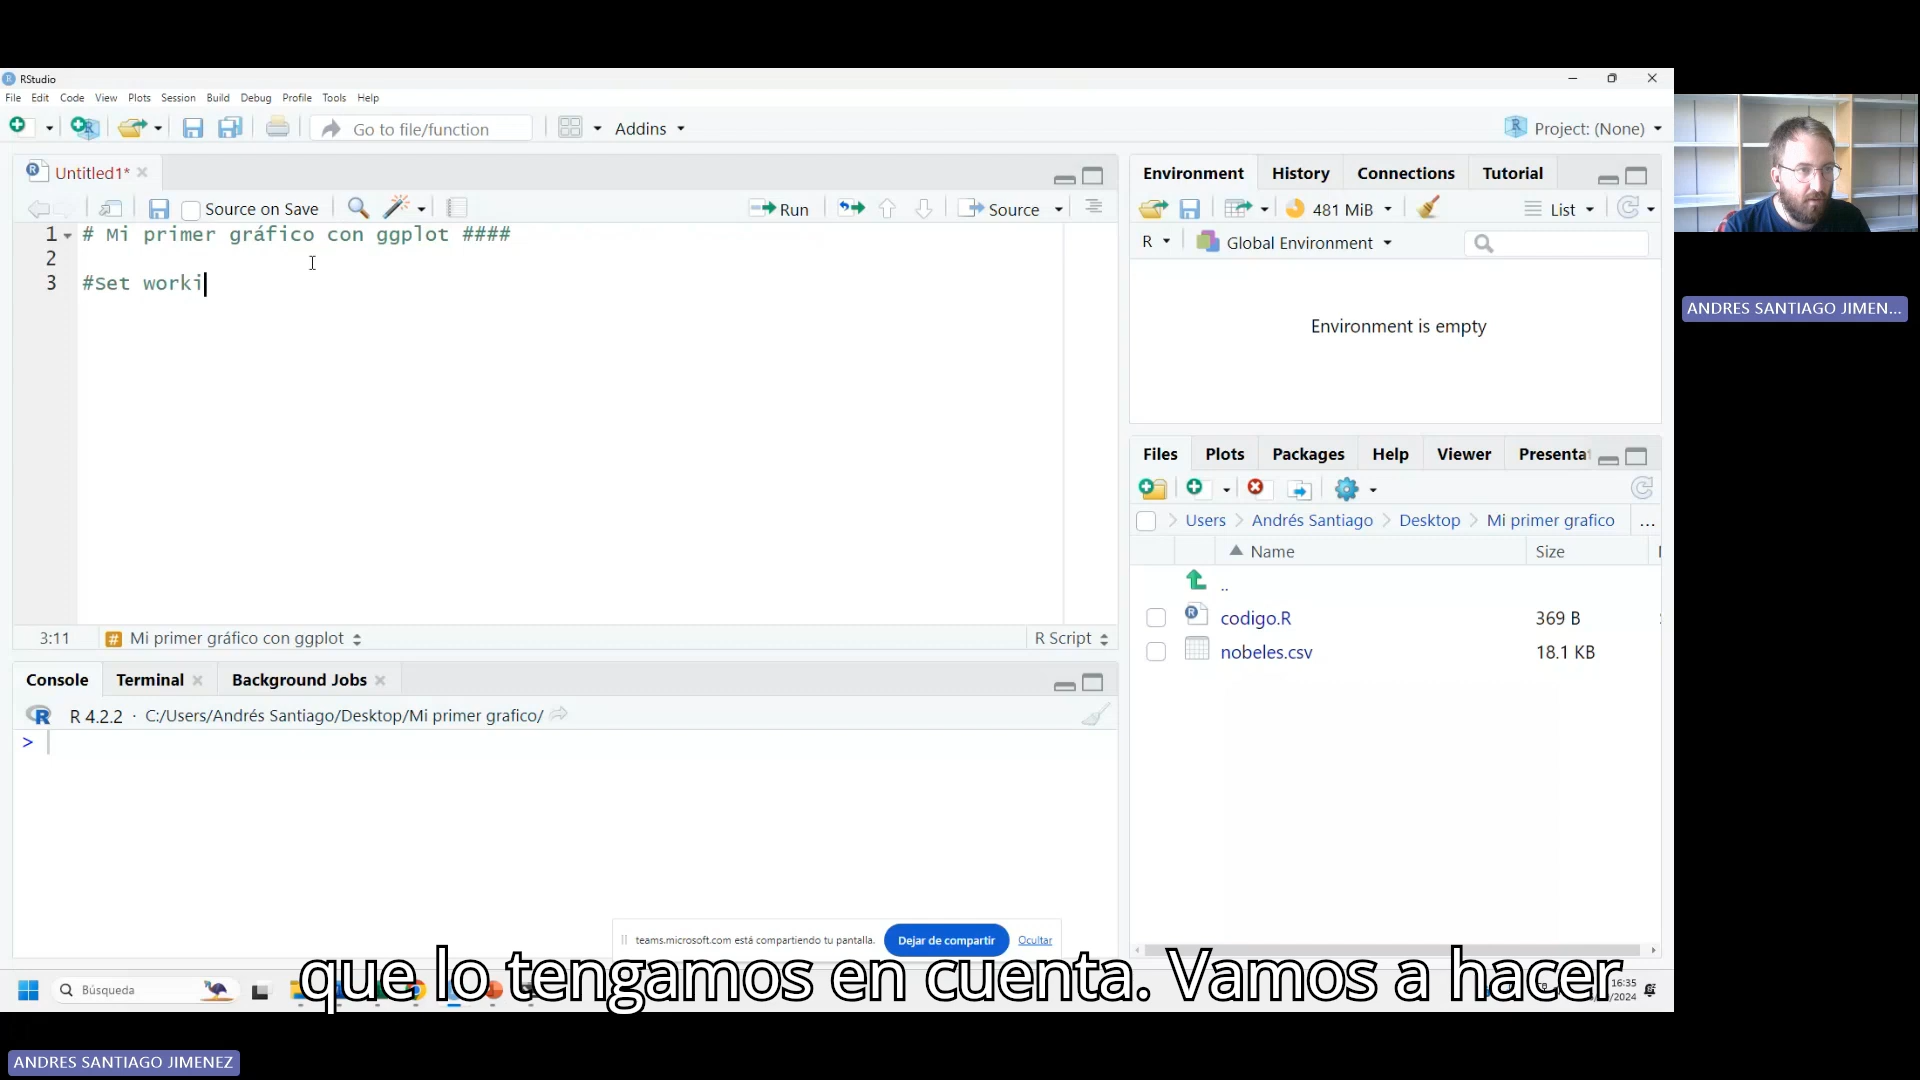 RStudio
File Edit Code View Plots Session Build Debug Profile Tools Help
Go to file/function Addins Project: (None)
Untitled1*
Source on Save Run Source
1 # Mi primer gráfico con ggplot ####
2
3 #Set worki
3:11 Mi primer gráfico con ggplot R Script
Console Terminal Background Jobs
R 4.2.2 · C:/Users/Andrés Santiago/Desktop/Mi primer grafico/
>
Environment History Connections Tutorial
481 MiB List
R Global Environment
Environment is empty
Files Plots Packages Help Viewer
Users Andrés Santiago Desktop Mi primer grafico ...
Name Size
..
codigo.R 369 B
nobeles.csv 18.1 KB
teams.microsoft.com está compartiendo tu pantalla. Dejar de compartir Ocultar
que lo tengamos en cuenta. Vamos a hacer
Búsqueda
16:35
ANDRES SANTIAGO JIMEN...
ANDRES SANTIAGO JIMENEZ